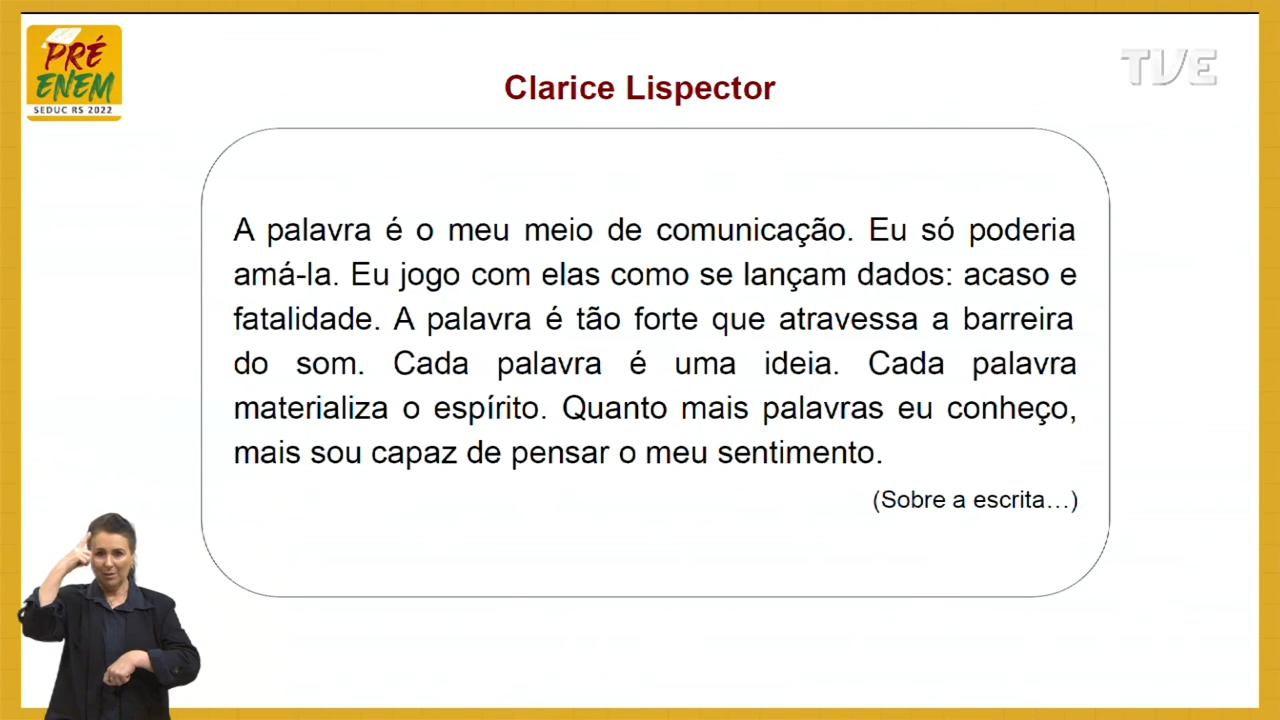 PRÉ
ENEM
SEDUC RS 2022
TVE
Clarice Lispector
A palavra é o meu meio de comunicação. Eu só poderia
amá-la. Eu jogo com elas como se lançam dados: acaso e
fatalidade. A palavra é tão forte que atravessa a barreira
do som. Cada palavra é uma ideia. Cada palavra
materializa o espírito. Quanto mais palavras eu conheço,
mais sou capaz de pensar o meu sentimento.
(Sobre a escrita…)